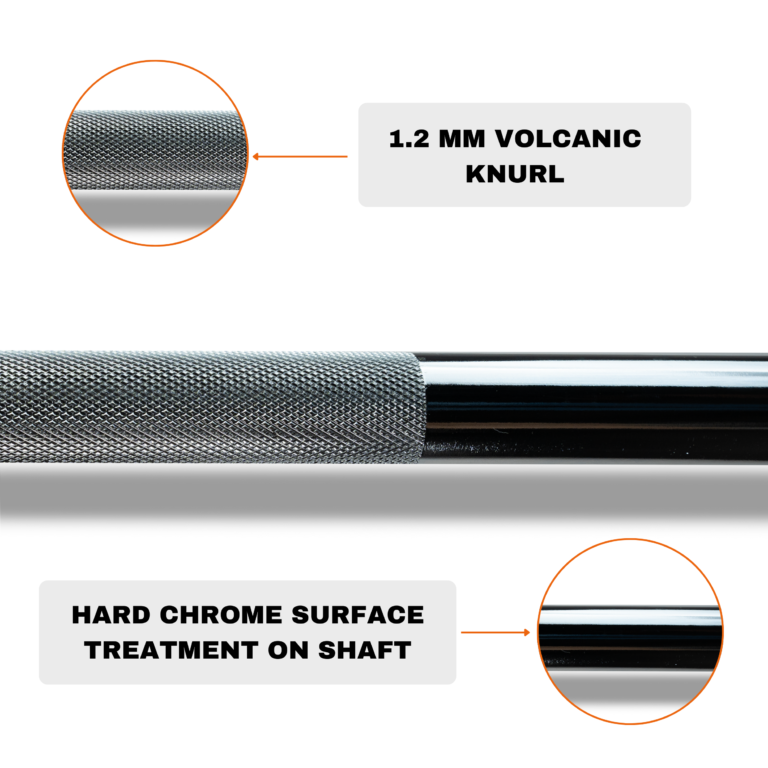 1.2 MM VOLCANIC
KNURL
HARD CHROME SURFACE
TREATMENT ON SHAFT